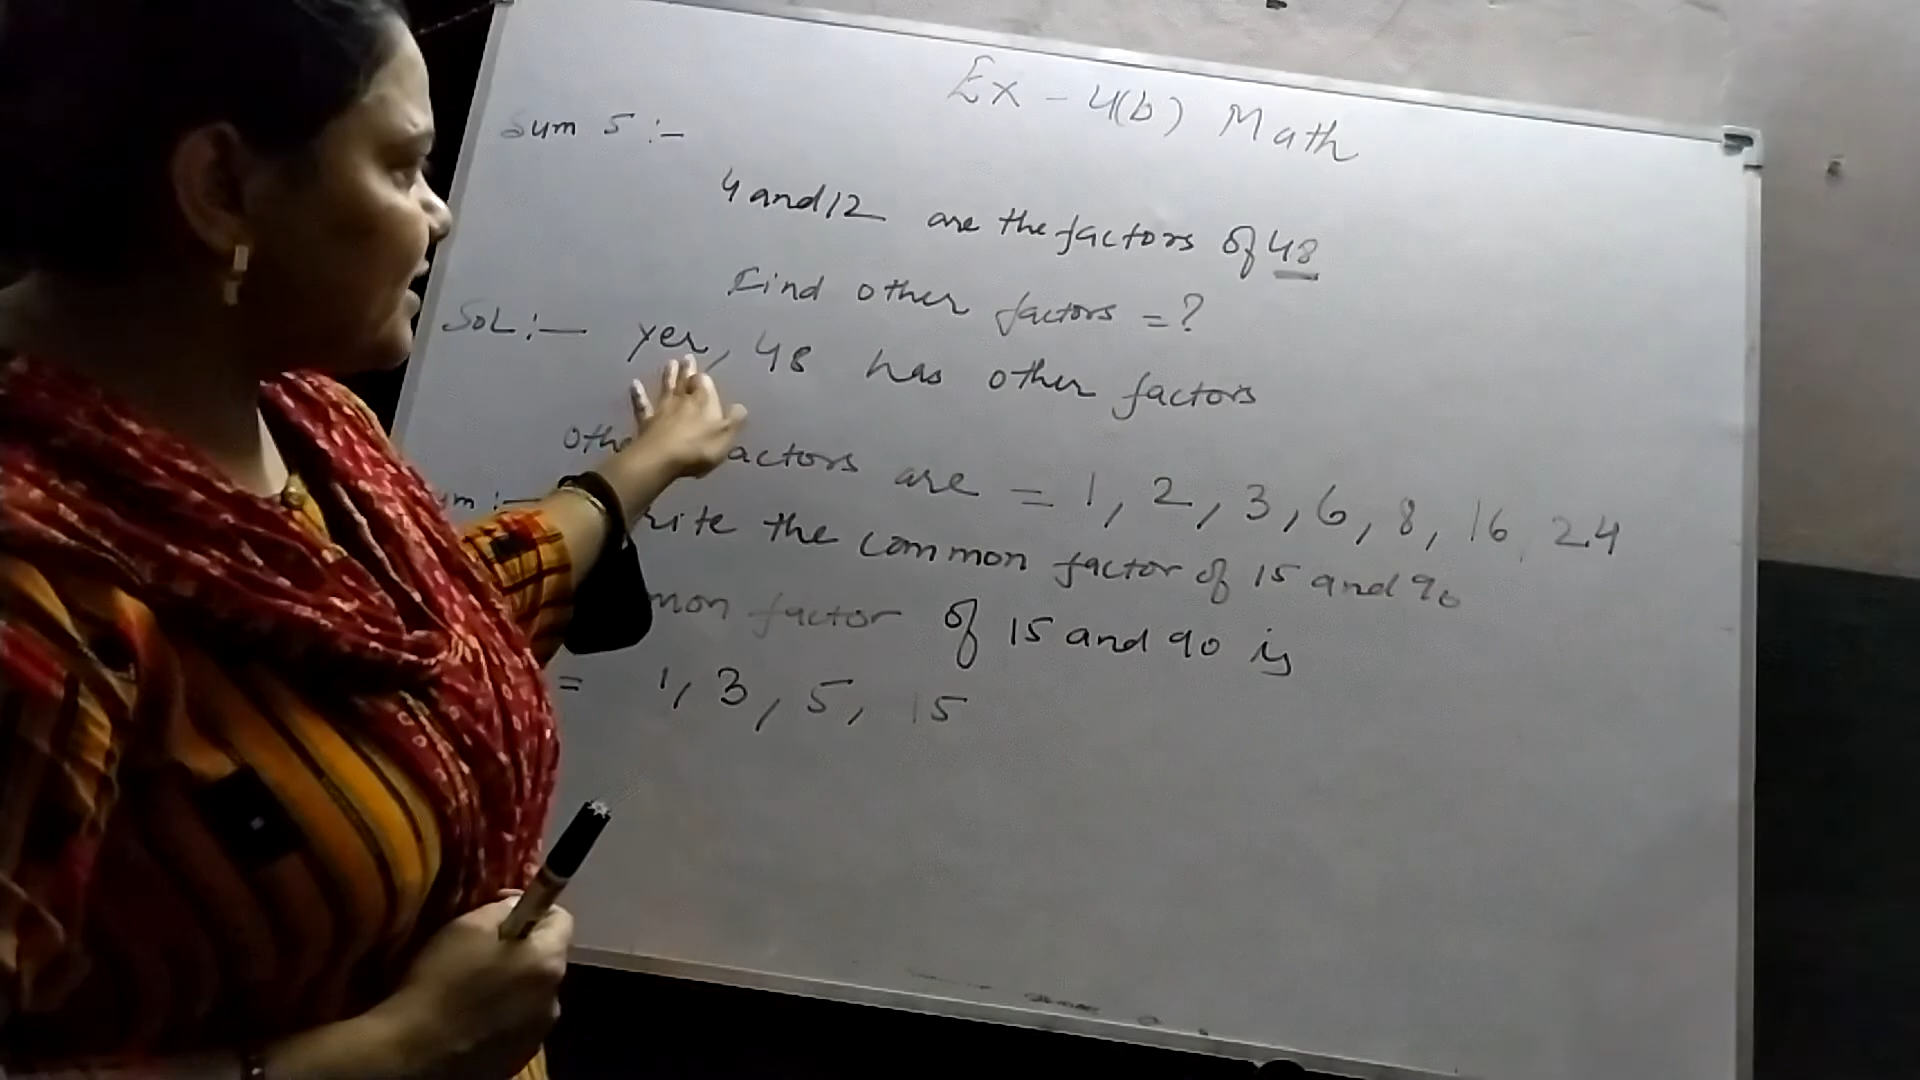 Ex - 4(b) Math
Sum 5 :-
4 and 12 are the factors of 48
Find other factors = ?
SOL :- yes, 48 has other factors
actors are = 1, 2, 3, 6, 8, 16, 24
the common factor of 15 and 90
factor of 15 and 90 is
= 1, 3, 5, 15